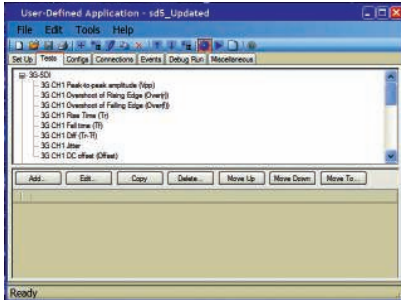 User-Defined Application - sd5_Updated
File Edit Tools Help
Set Up Tests Configs Connections Events Debug Run Miscellaneous
3G-SDI
3G CH1 Peak-to-peak amplitude (Vpp)
3G CH1 Overshoot of Rising Edge (Over(r))
3G CH1 Overshoot of Falling Edge (Over(f))
3G CH1 Rise Time (Tr)
3G CH1 Fall time (Tf)
3G CH1 Diff (Tr-Tf)
3G CH1 Jitter
3G CH1 DC offset (Offset)
Add... Edit... Copy Delete... Move Up Move Down Move To...
Ready